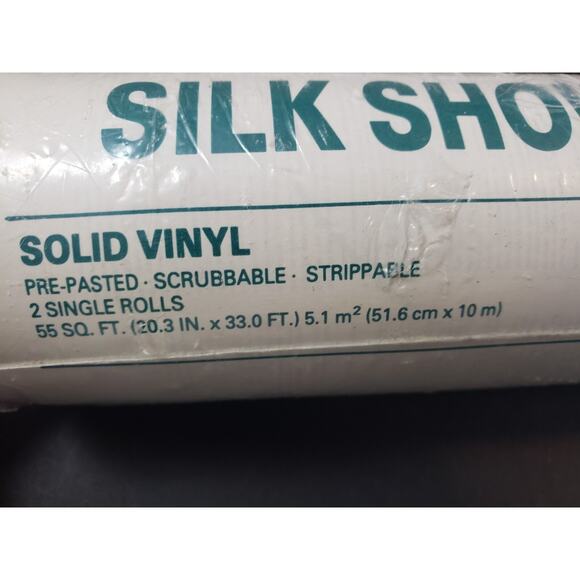 SILK SHO
SOLID VINYL
PRE-PASTED · SCRUBBABLE · STRIPPABLE
2 SINGLE ROLLS
55 SQ. FT. (20.3 IN. x 33.0 FT.) 5.1 m² (51.6 cm x 10 m)